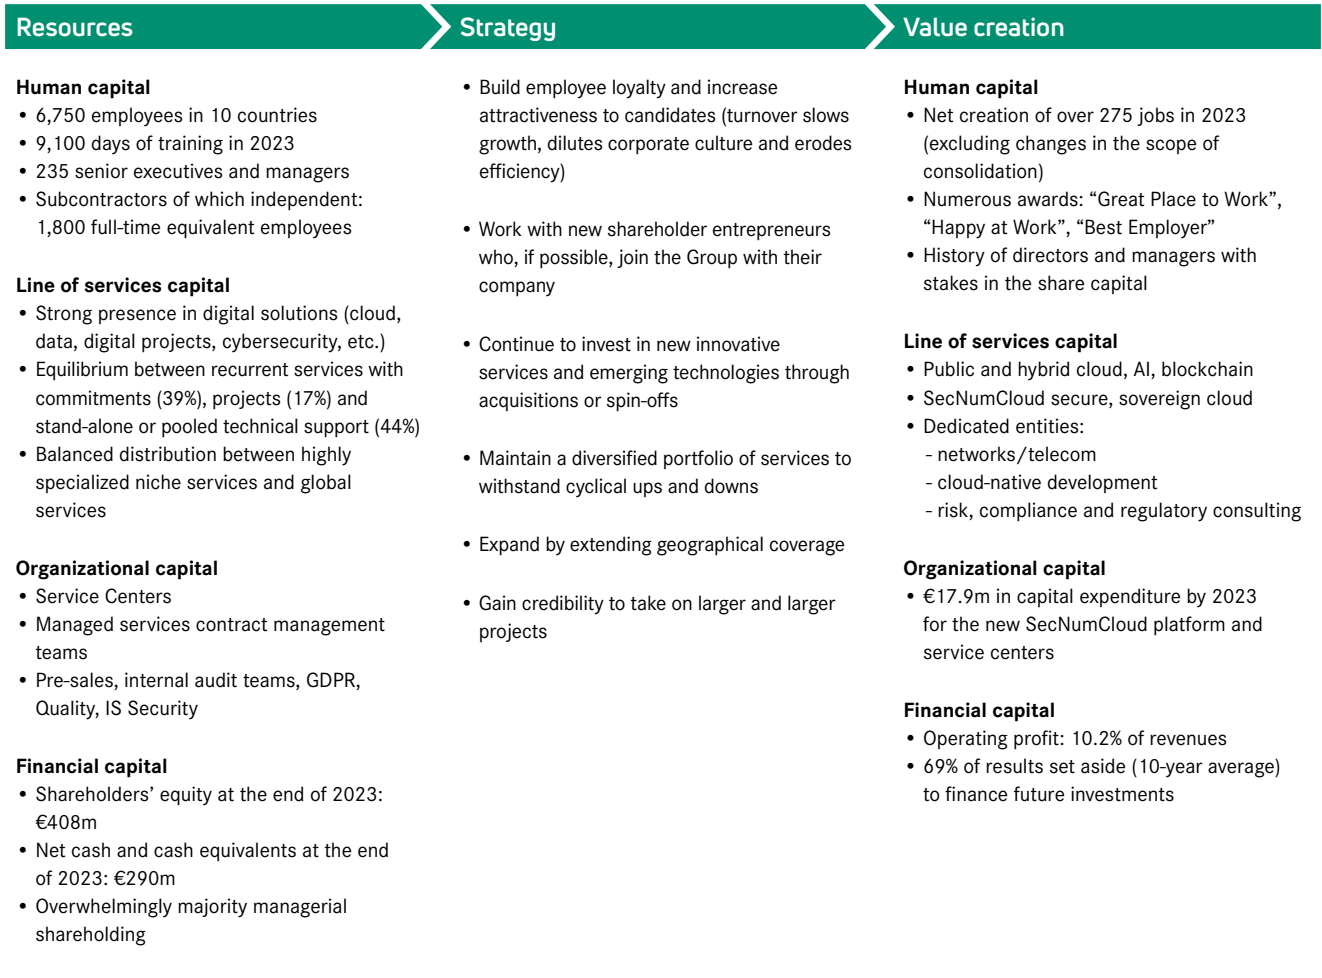 Resources
Strategy
Value creation
Human capital
• 6,750 employees in 10 countries
• 9,100 days of training in 2023
• 235 senior executives and managers
• Subcontractors of which independent:
1,800 full-time equivalent employees
Line of services capital
• Strong presence in digital solutions (cloud,
data, digital projects, cybersecurity, etc.)
• Equilibrium between recurrent services with
commitments (39%), projects (17%) and
stand-alone or pooled technical support (44%)
• Balanced distribution between highly
specialized niche services and global
services
Organizational capital
• Service Centers
• Managed services contract management
teams
• Pre-sales, internal audit teams, GDPR,
Quality, IS Security
Financial capital
• Shareholders’ equity at the end of 2023:
€408m
• Net cash and cash equivalents at the end
of 2023: €290m
• Overwhelmingly majority managerial
shareholding
• Build employee loyalty and increase
attractiveness to candidates (turnover slows
growth, dilutes corporate culture and erodes
efficiency)
• Work with new shareholder entrepreneurs
who, if possible, join the Group with their
company
• Continue to invest in new innovative
services and emerging technologies through
acquisitions or spin-offs
• Maintain a diversified portfolio of services to
withstand cyclical ups and downs
• Expand by extending geographical coverage
• Gain credibility to take on larger and larger
projects
Human capital
• Net creation of over 275 jobs in 2023
(excluding changes in the scope of
consolidation)
• Numerous awards: “Great Place to Work”,
“Happy at Work”, “Best Employer”
• History of directors and managers with
stakes in the share capital
Line of services capital
• Public and hybrid cloud, AI, blockchain
• SecNumCloud secure, sovereign cloud
• Dedicated entities:
- networks/telecom
- cloud-native development
- risk, compliance and regulatory consulting
Organizational capital
• €17.9m in capital expenditure by 2023
for the new SecNumCloud platform and
service centers
Financial capital
• Operating profit: 10.2% of revenues
• 69% of results set aside (10-year average)
to finance future investments